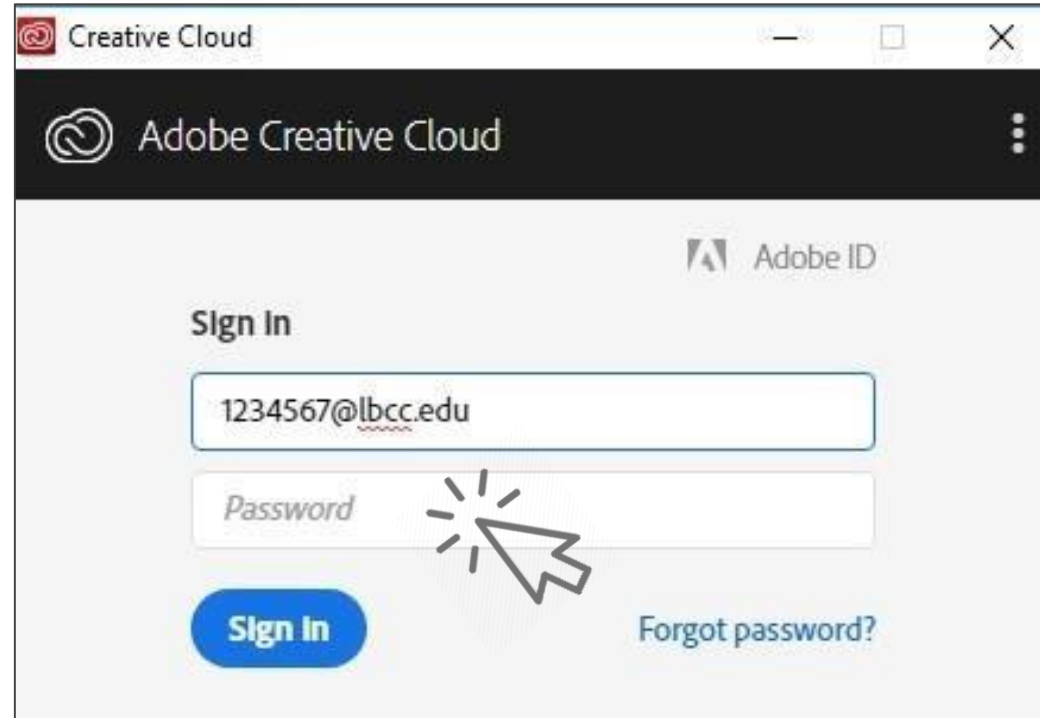 Creative Cloud
Adobe Creative Cloud
Adobe ID
Sign in
1234567@lbcc.edu
Password
Sign in
Forgot password?